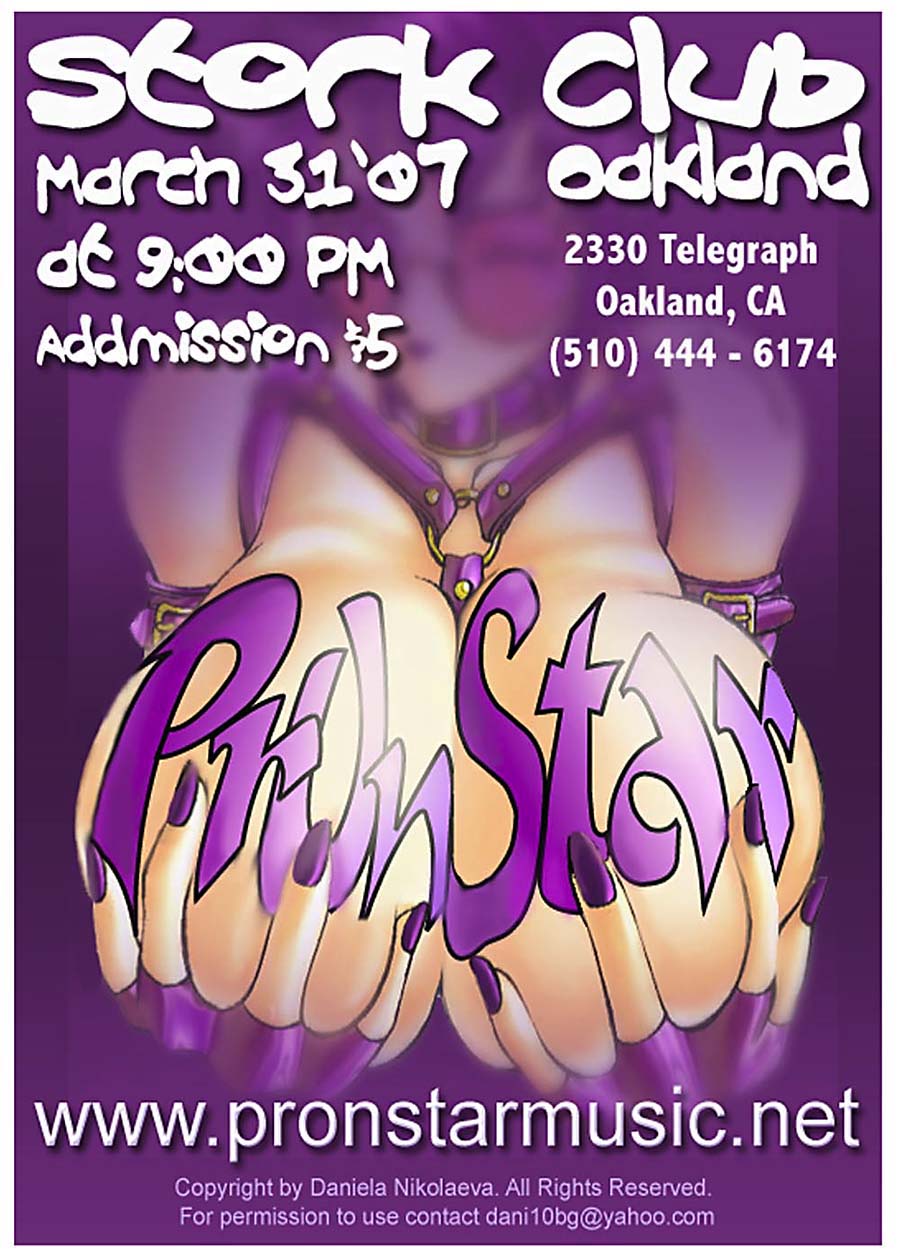 Stork Club
March 31'07
Oakland
at 9:00 PM
Addmission $5
2330 Telegraph
Oakland, CA
(510) 444 - 6174
PrOnStar
www.pronstarmusic.net
Copyright by Daniela Nikolaeva. All Rights Reserved.
For permission to use contact dani10bg@yahoo.com